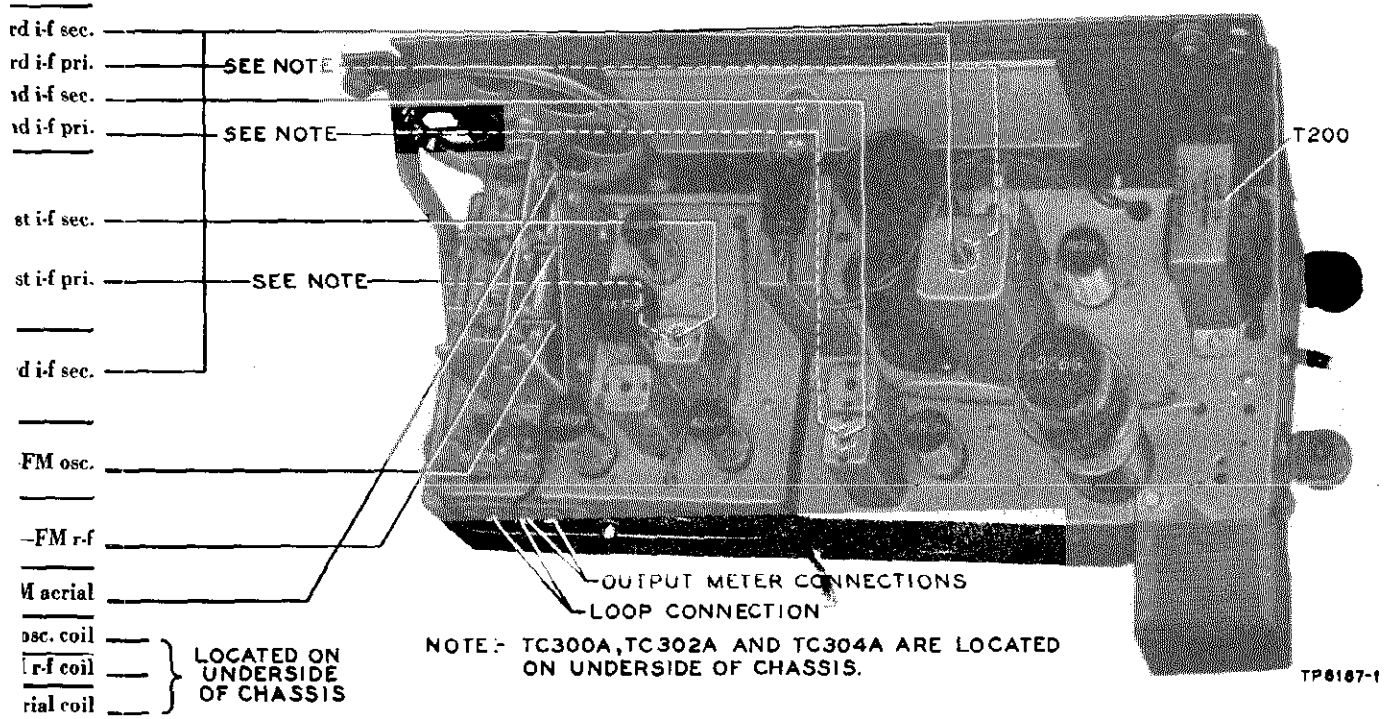 rd i-f sec.
rd i-f pri.
SEE NOTE
nd i-f sec.
nd i-f pri.
SEE NOTE
T200
st i-f sec.
st i-f pri.
SEE NOTE
d i-f sec.
-FM osc.
—FM r-f
M aerial
OUTPUT METER CONNECTIONS
LOOP CONNECTION
osc. coil
r-f coil
rial coil
LOCATED ON
UNDERSIDE
OF CHASSIS
NOTE:- TC300A, TC302A AND TC304A ARE LOCATED
ON UNDERSIDE OF CHASSIS.
TP6187-1